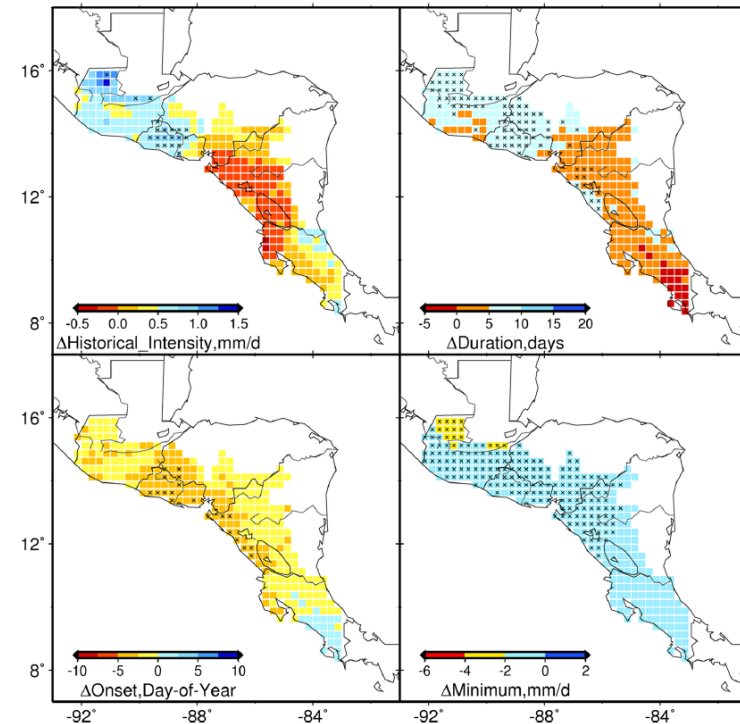 16°
12°
8°
-0.5 0.0 0.5 1.0 1.5
ΔHistorical_Intensity,mm/d
-5 0 5 10 15 20
ΔDuration,days
16°
12°
8°
-10 -5 0 5 10
ΔOnset,Day-of-Year
-6 -4 -2 0 2
ΔMinimum,mm/d
-92° -88° -84° -92° -88° -84°